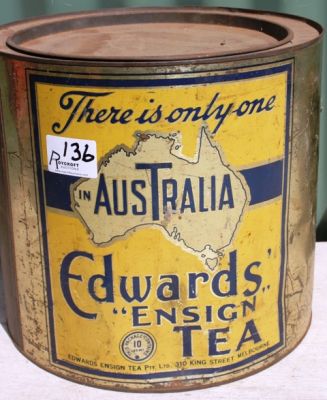 There is only one
136
ROYCROFT
IN AUSTRALIA
Edwards'
"ENSIGN"
TEA
10
EDWARDS ENSIGN TEA PTY. LTD. 310 KING STREET MELBOURNE